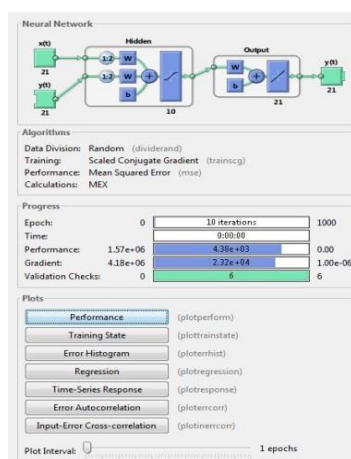 Neural Network
Hidden
Output
x(t)
21
y(t)
21
1:2 W
1:2 W
b
+
10
W
b
+
21
y(t)
21
Algorithms
Data Division: Random (dividerand)
Training: Scaled Conjugate Gradient (trainscg)
Performance: Mean Squared Error (mse)
Calculations: MEX
Progress
Epoch: 0 10 iterations 1000
Time: 0:00:00
Performance: 1.57e+06 4.38e+03 0.00
Gradient: 4.18e+06 2.32e+04 1.00e-06
Validation Checks: 0 6 6
Plots
Performance (plotperform)
Training State (plottrainstate)
Error Histogram (ploterrhist)
Regression (plotregression)
Time-Series Response (plotresponse)
Error Autocorrelation (ploterrcorr)
Input-Error Cross-correlation (plotinerrcorr)
Plot Interval: 1 epochs